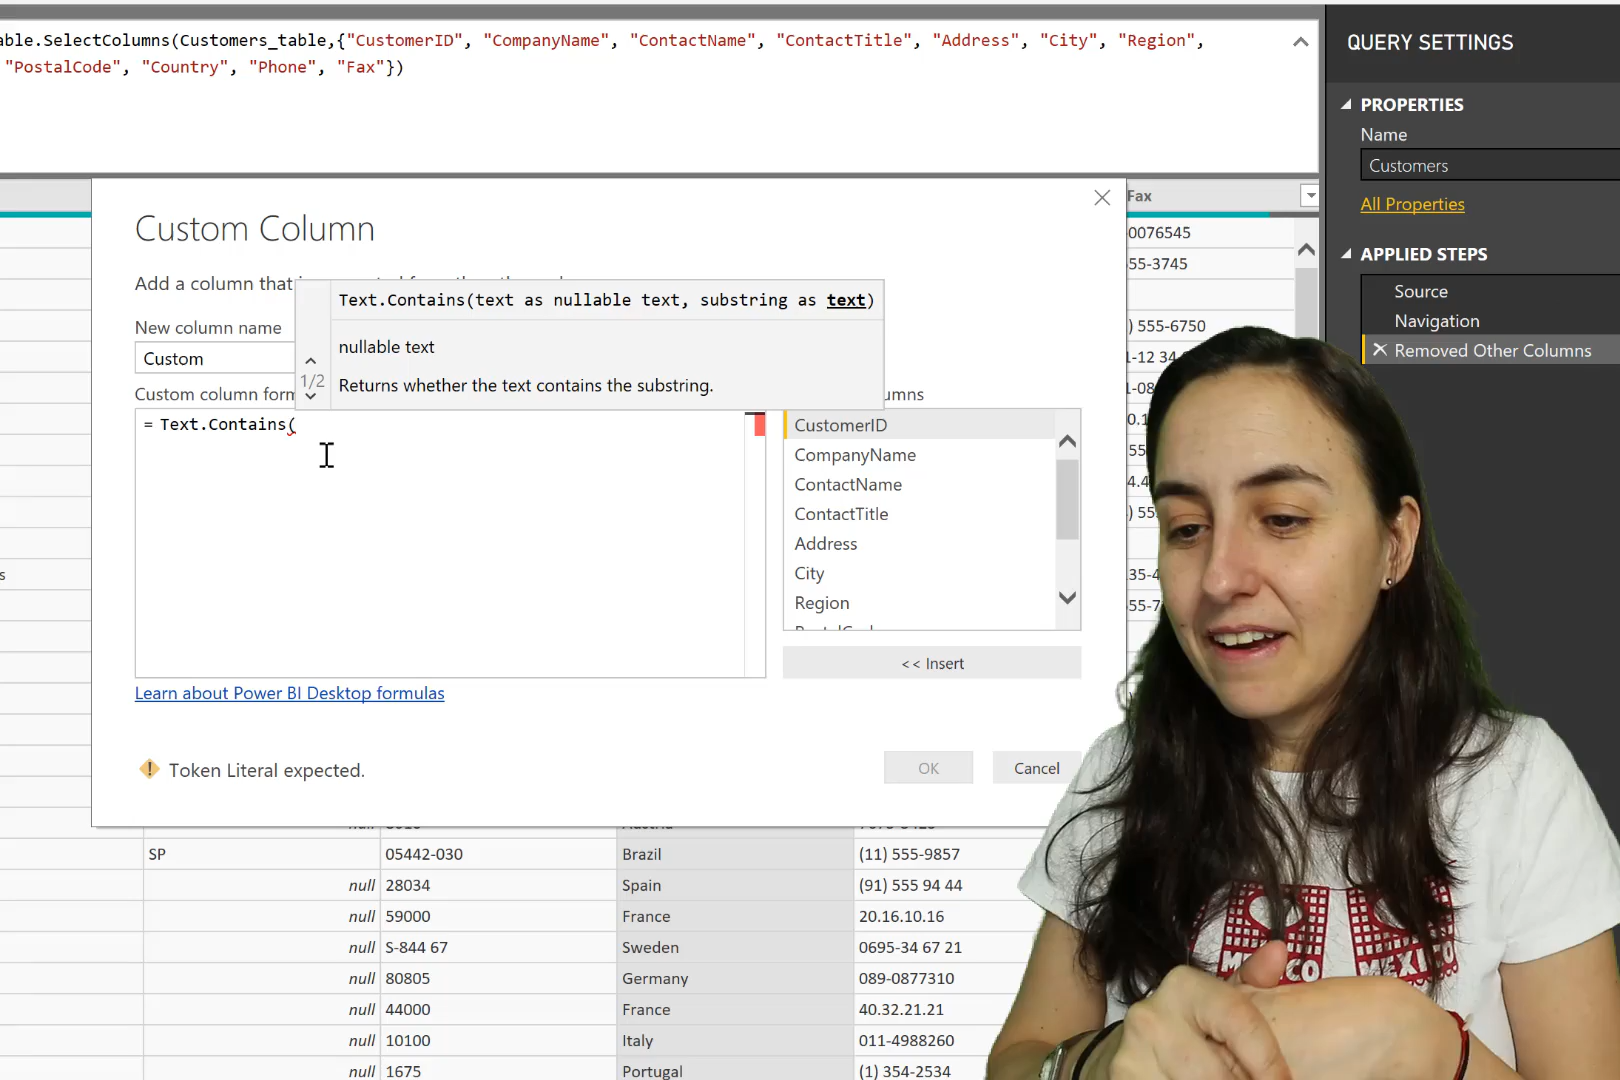 able.SelectColumns(Customers_table,{"CustomerID", "CompanyName", "ContactName", "ContactTitle", "Address", "City", "Region",
"PostalCode", "Country", "Phone", "Fax"})
QUERY SETTINGS
PROPERTIES
Name
Customers
All Properties
APPLIED STEPS
Source
Navigation
Removed Other Columns
Custom Column
Add a column that
New column name
Custom
Custom column form
= Text.Contains(
Text.Contains(text as nullable text, substring as text)
nullable text
1/2
Returns whether the text contains the substring.
umns
CustomerID
CompanyName
ContactName
ContactTitle
Address
City
Region
<< Insert
Learn about Power BI Desktop formulas
Token Literal expected.
OK
Cancel
Fax
0076545
55-3745
) 555-6750
s
SP 05442-030 Brazil (11) 555-9857
null 28034 Spain (91) 555 94 44
null 59000 France 20.16.10.16
null S-844 67 Sweden 0695-34 67 21
null 80805 Germany 089-0877310
null 44000 France 40.32.21.21
null 10100 Italy 011-4988260
null 1675 Portugal (1) 354-2534